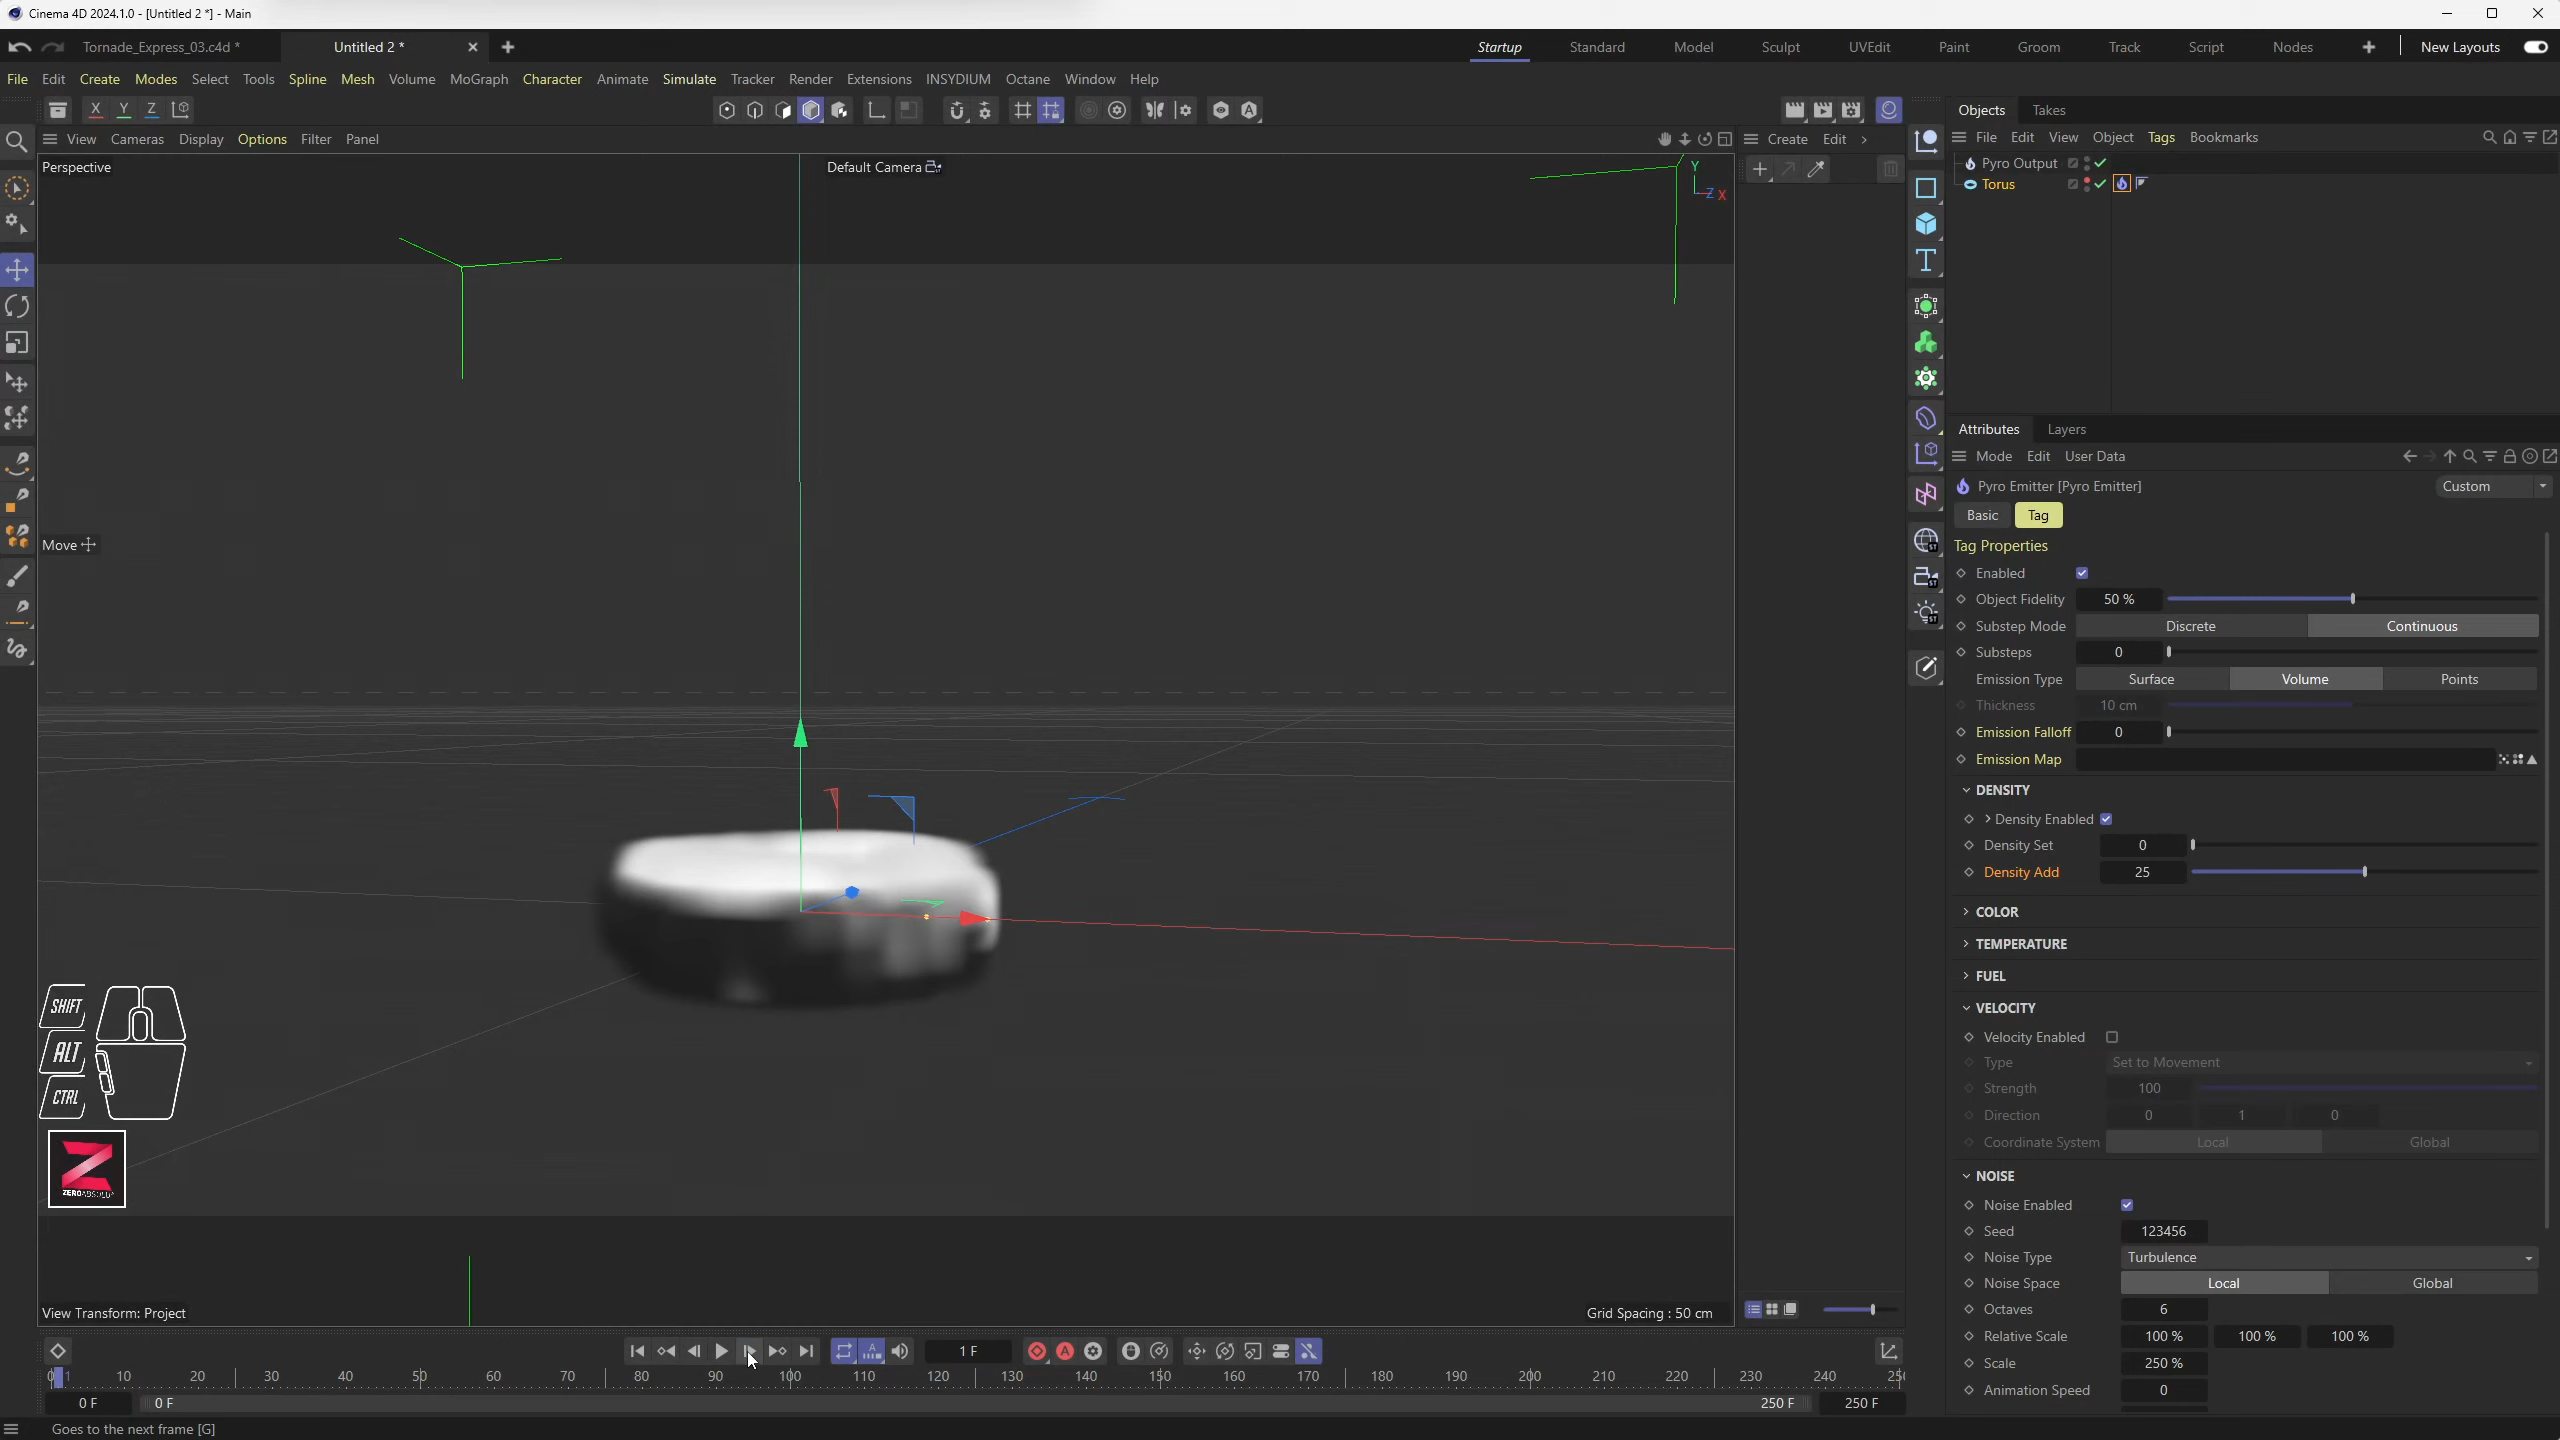 Cinema 4D 2024.1.0 - [Untitled 2 *] - Main
Tornade_Express_03.c4d *
Untitled 2 *
Startup
Standard
Model
Sculpt
UVEdit
Paint
Groom
Track
Script
Nodes
New Layouts
File Edit Create Modes Select Tools Spline Mesh Volume MoGraph Character Animate Simulate Tracker Render Extensions INSYDIUM Octane Window Help
X Y Z
View Cameras Display Options Filter Panel
Create Edit
Perspective
Default Camera
Y
Z X
Move
SHIFT
ALT
CTRL
ZEROABSOLU
View Transform: Project
Grid Spacing : 50 cm
Objects Takes
File Edit View Object Tags Bookmarks
Pyro Output
Torus
Attributes Layers
Mode Edit User Data
Pyro Emitter [Pyro Emitter]
Custom
Basic Tag
Tag Properties
Enabled
Object Fidelity 50 %
Substep Mode Discrete Continuous
Substeps 0
Emission Type Surface Volume Points
Thickness 10 cm
Emission Falloff 0
Emission Map
DENSITY
Density Enabled
Density Set 0
Density Add 25
COLOR
TEMPERATURE
FUEL
VELOCITY
Velocity Enabled
Type Set to Movement
Strength 100
Direction 0 1 0
Coordinate System Local Global
NOISE
Noise Enabled
Seed 123456
Noise Type Turbulence
Noise Space Local Global
Octaves 6
Relative Scale 100 % 100 % 100 %
Scale 250 %
Animation Speed 0
1 F
0 1 10 20 30 40 50 60 70 80 90 100 110 120 130 140 150 160 170 180 190 200 210 220 230 240
0 F 0 F 250 F 250 F
Goes to the next frame [G]